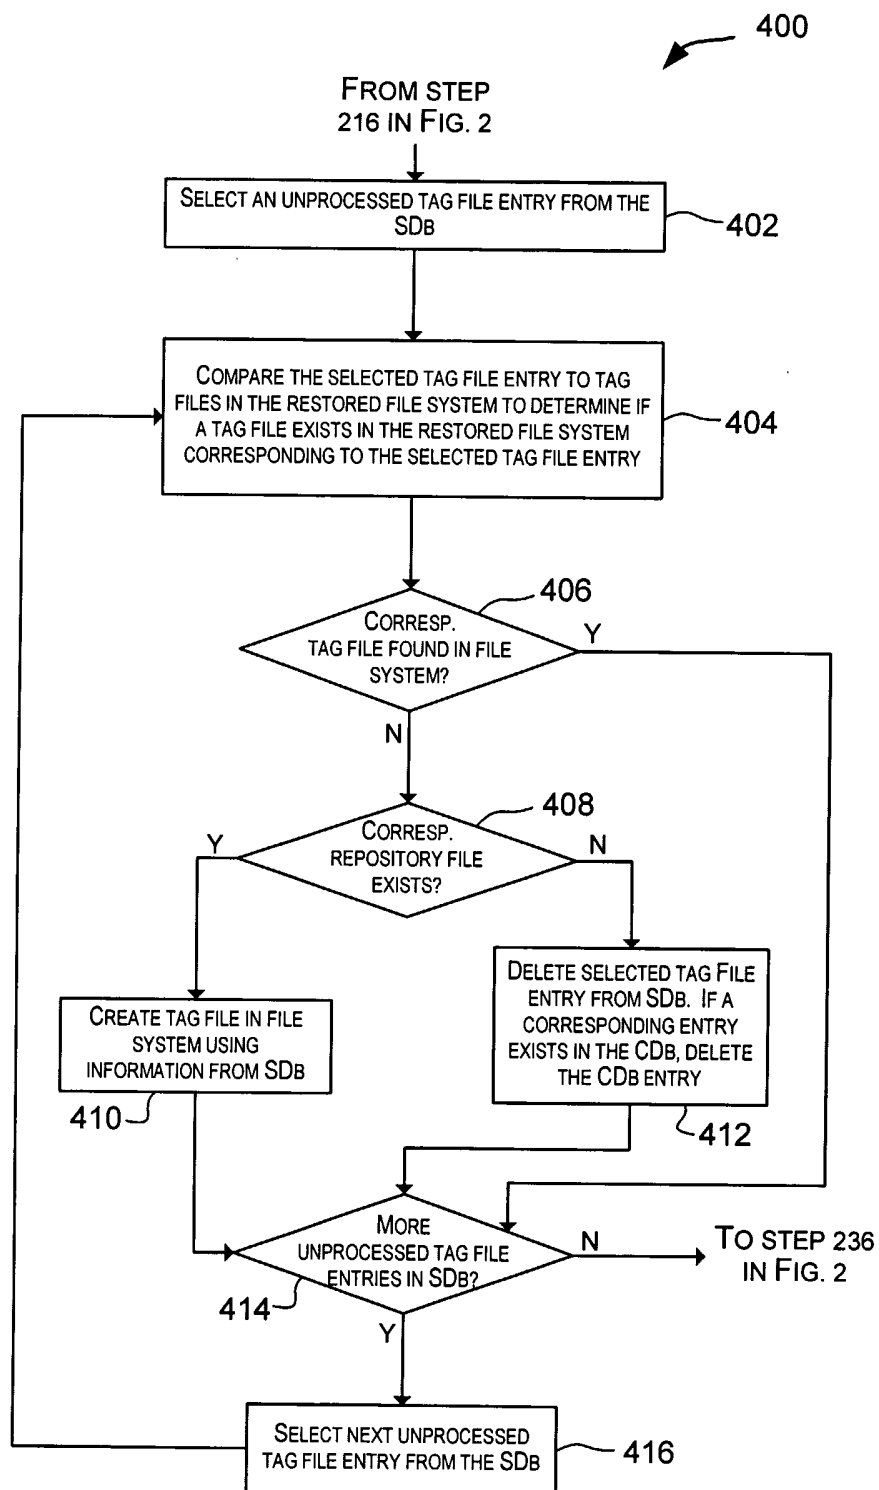 400
FROM STEP
216 IN FIG. 2
SELECT AN UNPROCESSED TAG FILE ENTRY FROM THE
SDB
402
COMPARE THE SELECTED TAG FILE ENTRY TO TAG
FILES IN THE RESTORED FILE SYSTEM TO DETERMINE IF
A TAG FILE EXISTS IN THE RESTORED FILE SYSTEM
CORRESPONDING TO THE SELECTED TAG FILE ENTRY
404
406
CORRESP.
TAG FILE FOUND IN FILE
SYSTEM?
Y
N
408
CORRESP.
REPOSITORY FILE
EXISTS?
Y
N
DELETE SELECTED TAG FILE
ENTRY FROM SDB. IF A
CORRESPONDING ENTRY
EXISTS IN THE CDB, DELETE
THE CDB ENTRY
412
CREATE TAG FILE IN FILE
SYSTEM USING
INFORMATION FROM SDB
410
MORE
UNPROCESSED TAG FILE
ENTRIES IN SDB?
414
N
TO STEP 236
IN FIG. 2
Y
SELECT NEXT UNPROCESSED
TAG FILE ENTRY FROM THE SDB
416